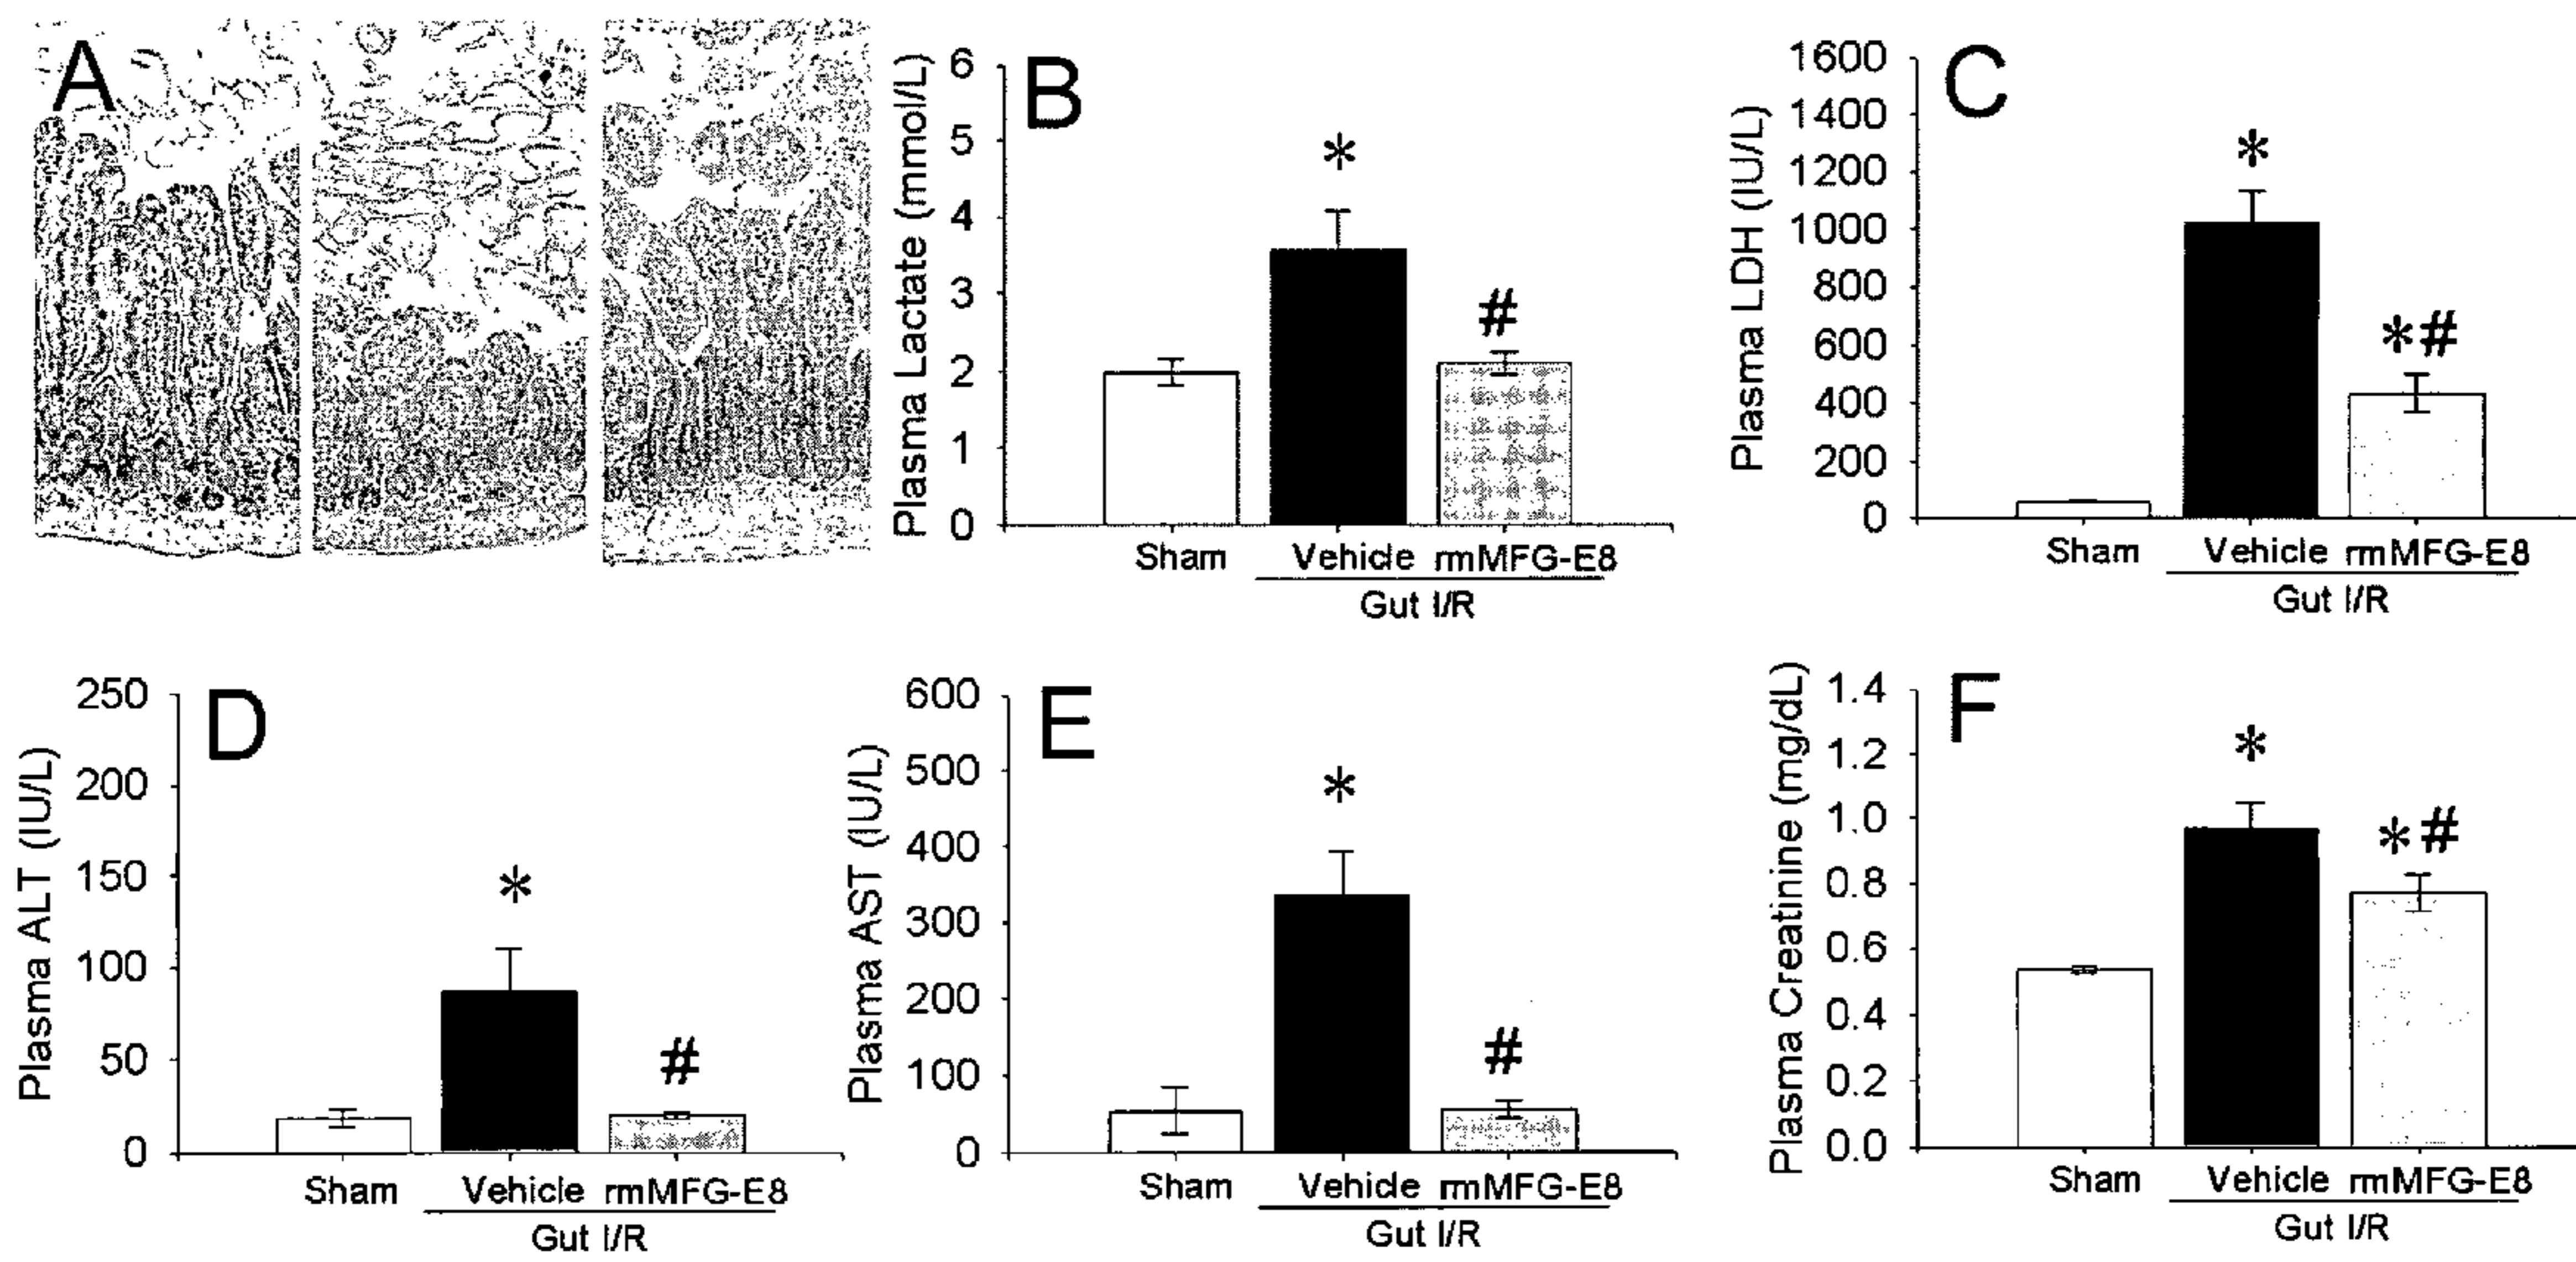 A
B
Plasma Lactate (mmol/L)
6
5
4
3
2
1
0
*
#
Sham Vehicle rmMFG-E8
Gut I/R
C
Plasma LDH (IU/L)
1600
1400
1200
1000
800
600
400
200
0
*
*#
Sham Vehicle rmMFG-E8
Gut I/R
D
Plasma ALT (IU/L)
250
200
150
100
50
0
*
#
Sham Vehicle rmMFG-E8
Gut I/R
E
Plasma AST (IU/L)
600
500
400
300
200
100
0
*
#
Sham Vehicle rmMFG-E8
Gut I/R
F
Plasma Creatinine (mg/dL)
1.4
1.2
1.0
0.8
0.6
0.4
0.2
0.0
*
*#
Sham Vehicle rmMFG-E8
Gut I/R